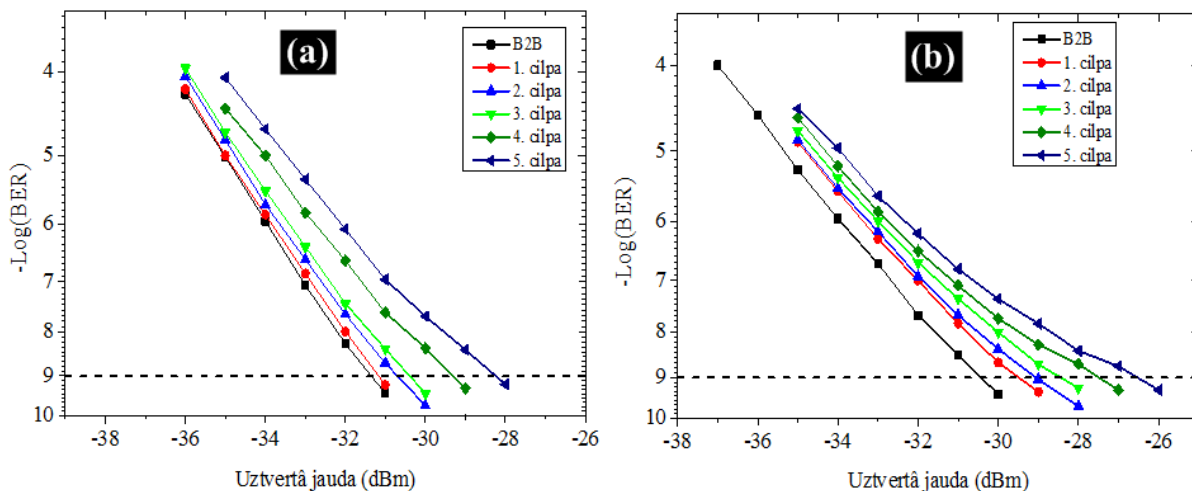 (a)
B2B
1. cilpa
2. cilpa
3. cilpa
4. cilpa
5. cilpa
-Log(BER)
4
5
6
7
8
9
10
-38 -36 -34 -32 -30 -28 -26
Uztvertâ jauda (dBm)
(b)
B2B
1. cilpa
2. cilpa
3. cilpa
4. cilpa
5. cilpa
-Log(BER)
4
5
6
7
8
9
10
-38 -36 -34 -32 -30 -28 -26
Uztvertâ jauda (dBm)